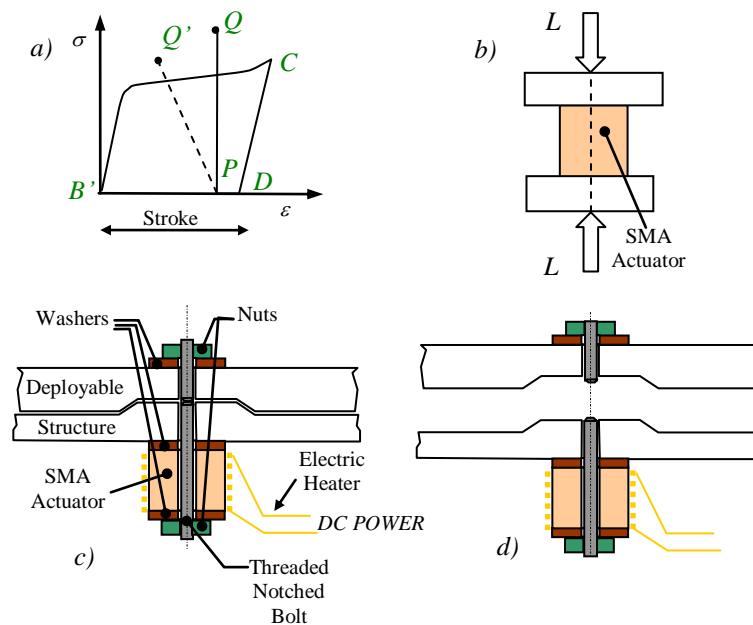 a)
σ
Q’
Q
C
B’
P
D
ε
Stroke
b)
L
SMA
Actuator
L
Washers
Nuts
Deployable
Structure
SMA
Actuator
Electric
Heater
DC POWER
c)
Threaded
Notched
Bolt
d)